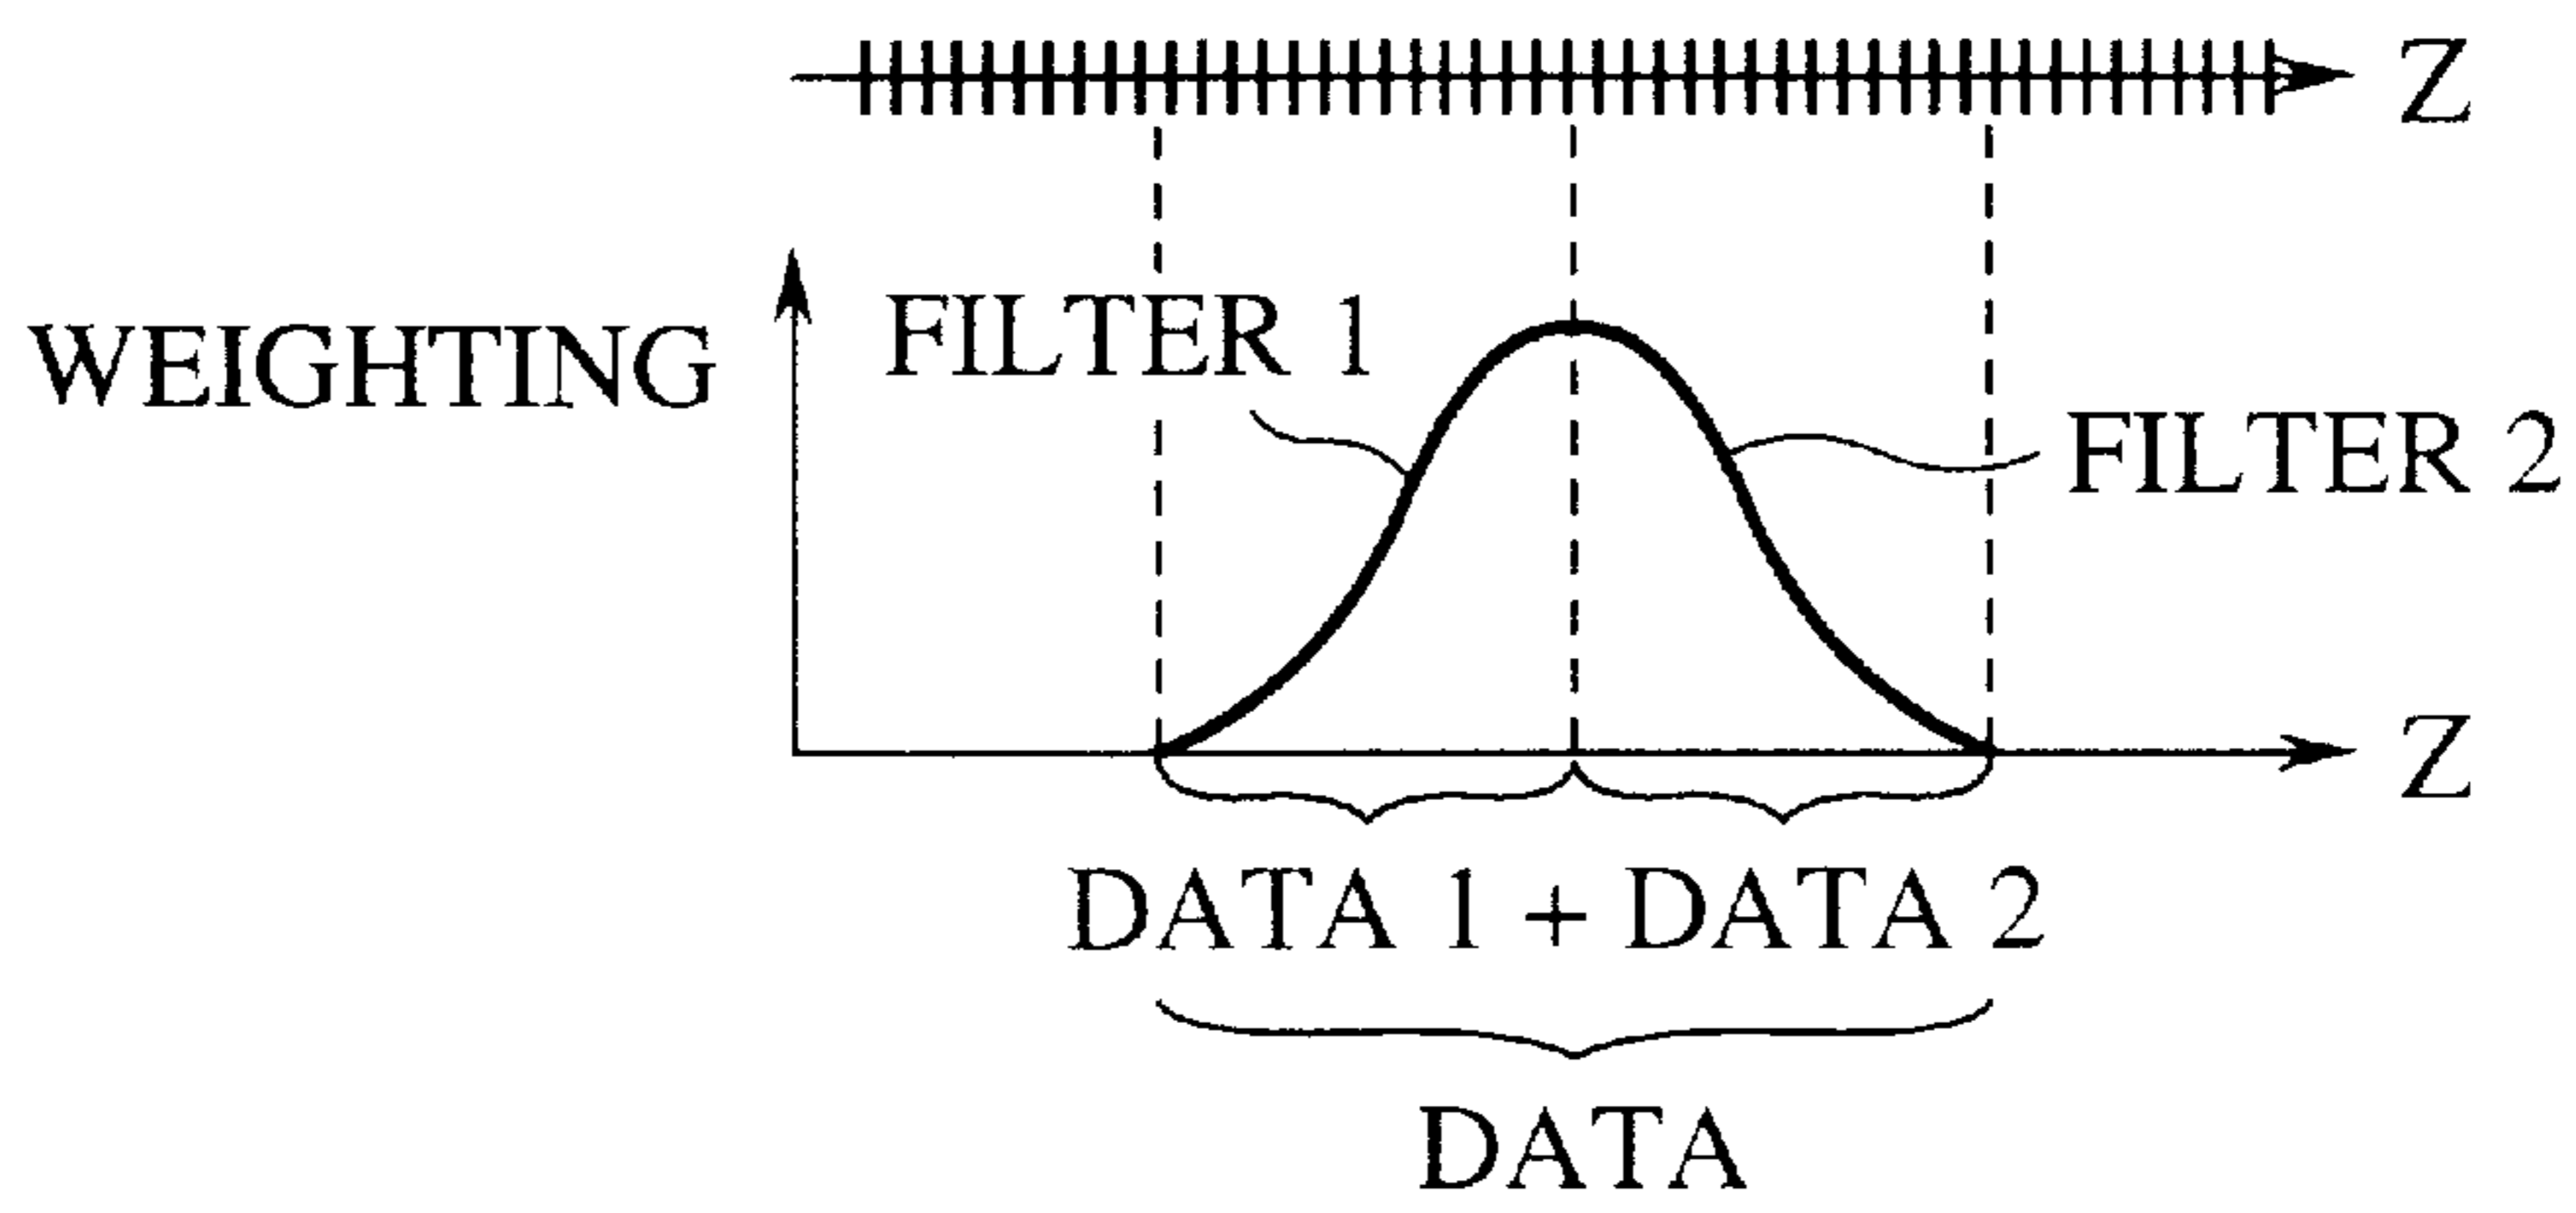 Z
FILTER 1
WEIGHTING
FILTER 2
Z
DATA 1 + DATA 2
DATA